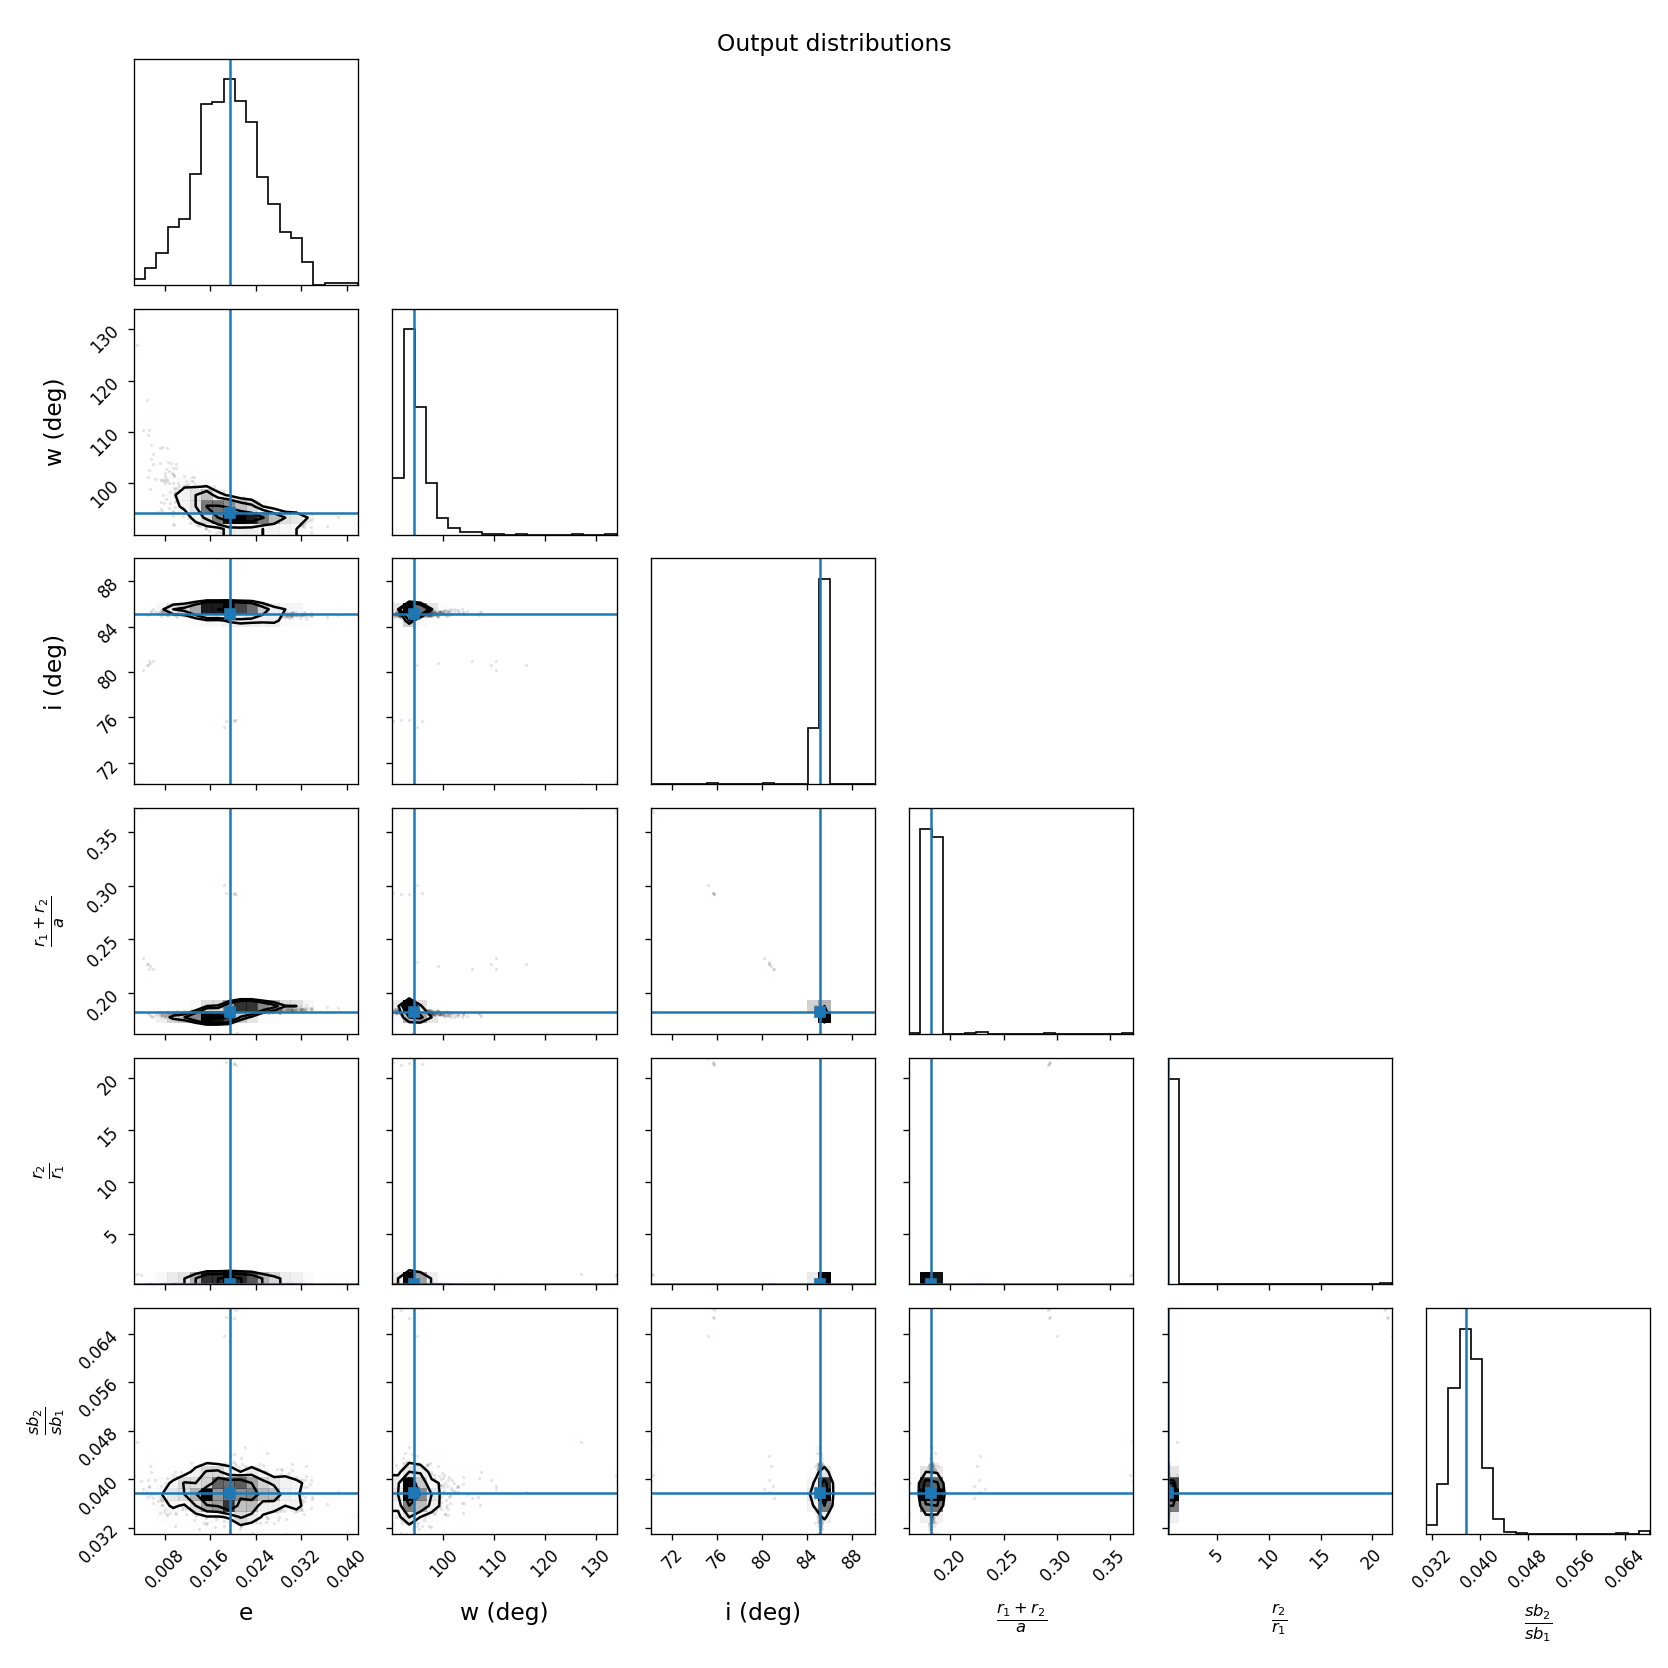 Output distributions
w (deg)
130
120
110
100
i (deg)
88
84
80
76
72
r₁ + r₂
a
0.35
0.30
0.25
0.20
r₂
r₁
20
15
10
5
sb₂
sb₁
0.064
0.056
0.048
0.040
0.032
0.008 0.016 0.024 0.032 0.040 100 110 120 130 72 76 80 84 88 0.20 0.25 0.30 0.35 5 10 15 20 0.032 0.040 0.048 0.056 0.064
e w (deg) i (deg) r₁ + r₂ r₂ sb₂
a r₁ sb₁